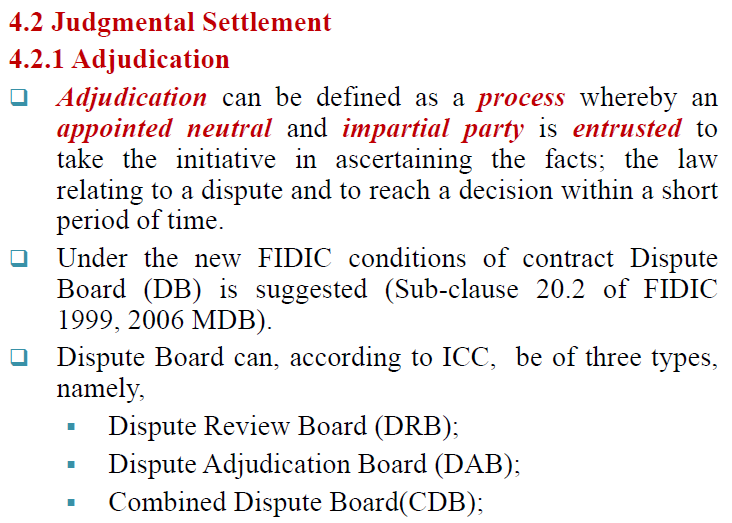 4.2 Judgmental Settlement
4.2.1 Adjudication
❑ Adjudication can be defined as a process whereby an
appointed neutral and impartial party is entrusted to
take the initiative in ascertaining the facts; the law
relating to a dispute and to reach a decision within a short
period of time.
❑ Under the new FIDIC conditions of contract Dispute
Board (DB) is suggested (Sub-clause 20.2 of FIDIC
1999, 2006 MDB).
❑ Dispute Board can, according to ICC, be of three types,
namely,
▪ Dispute Review Board (DRB);
▪ Dispute Adjudication Board (DAB);
▪ Combined Dispute Board(CDB);